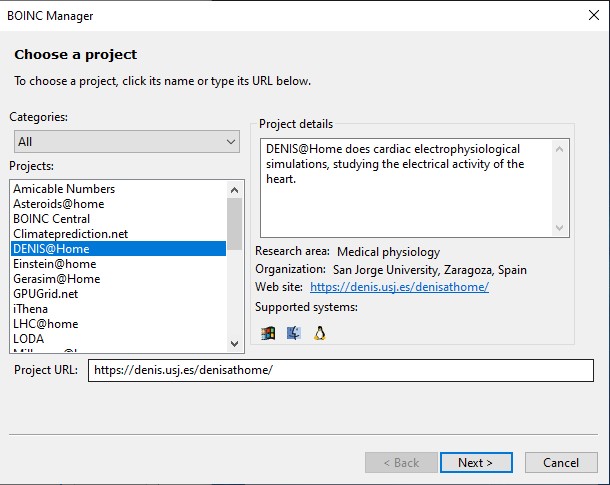 BOINC Manager
Choose a project
To choose a project, click its name or type its URL below.
Categories:
All
Projects:
Amicable Numbers
Asteroids@home
BOINC Central
Climateprediction.net
DENIS@Home
Einstein@home
Gerasim@Home
GPUGrid.net
iThena
LHC@home
LODA
Project details
DENIS@Home does cardiac electrophysiological
simulations, studying the electrical activity of the
heart.
Research area: Medical physiology
Organization: San Jorge University, Zaragoza, Spain
Web site: https://denis.usj.es/denisathome/
Supported systems:
Project URL: https://denis.usj.es/denisathome/
< Back
Next >
Cancel